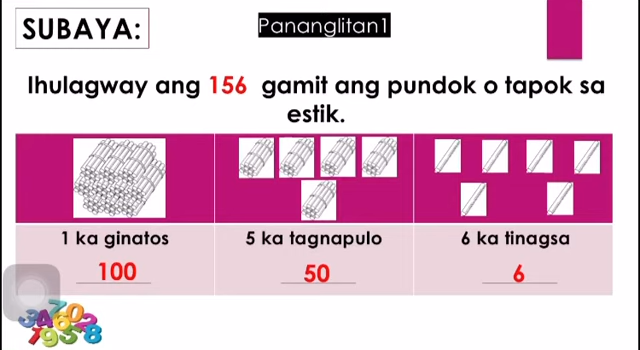 SUBAYA:
Pananglitan1
Ihulagway ang 156 gamit ang pundok o tapok sa
estik.
1 ka ginatos
5 ka tagnapulo
6 ka tinagsa
100
50
6